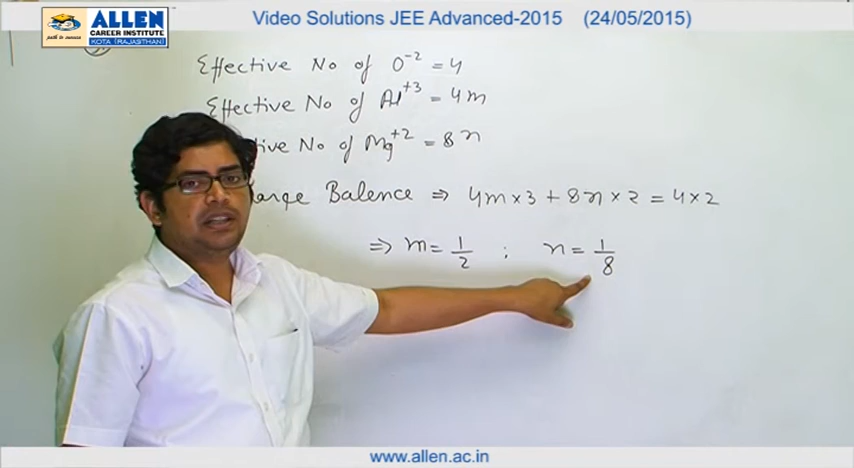 ALLEN
CAREER INSTITUTE
KOTA (RAJASTHAN)
path to success
Video Solutions JEE Advanced-2015 (24/05/2015)
Effective No of O⁻² = 4
Effective No of Al⁺³ = 4m
No of Mg⁺² = 8n
Balence ⇒ 4m×3 + 8n×2 = 4×2
⇒ m = 1/2 ; n = 1/8
www.allen.ac.in